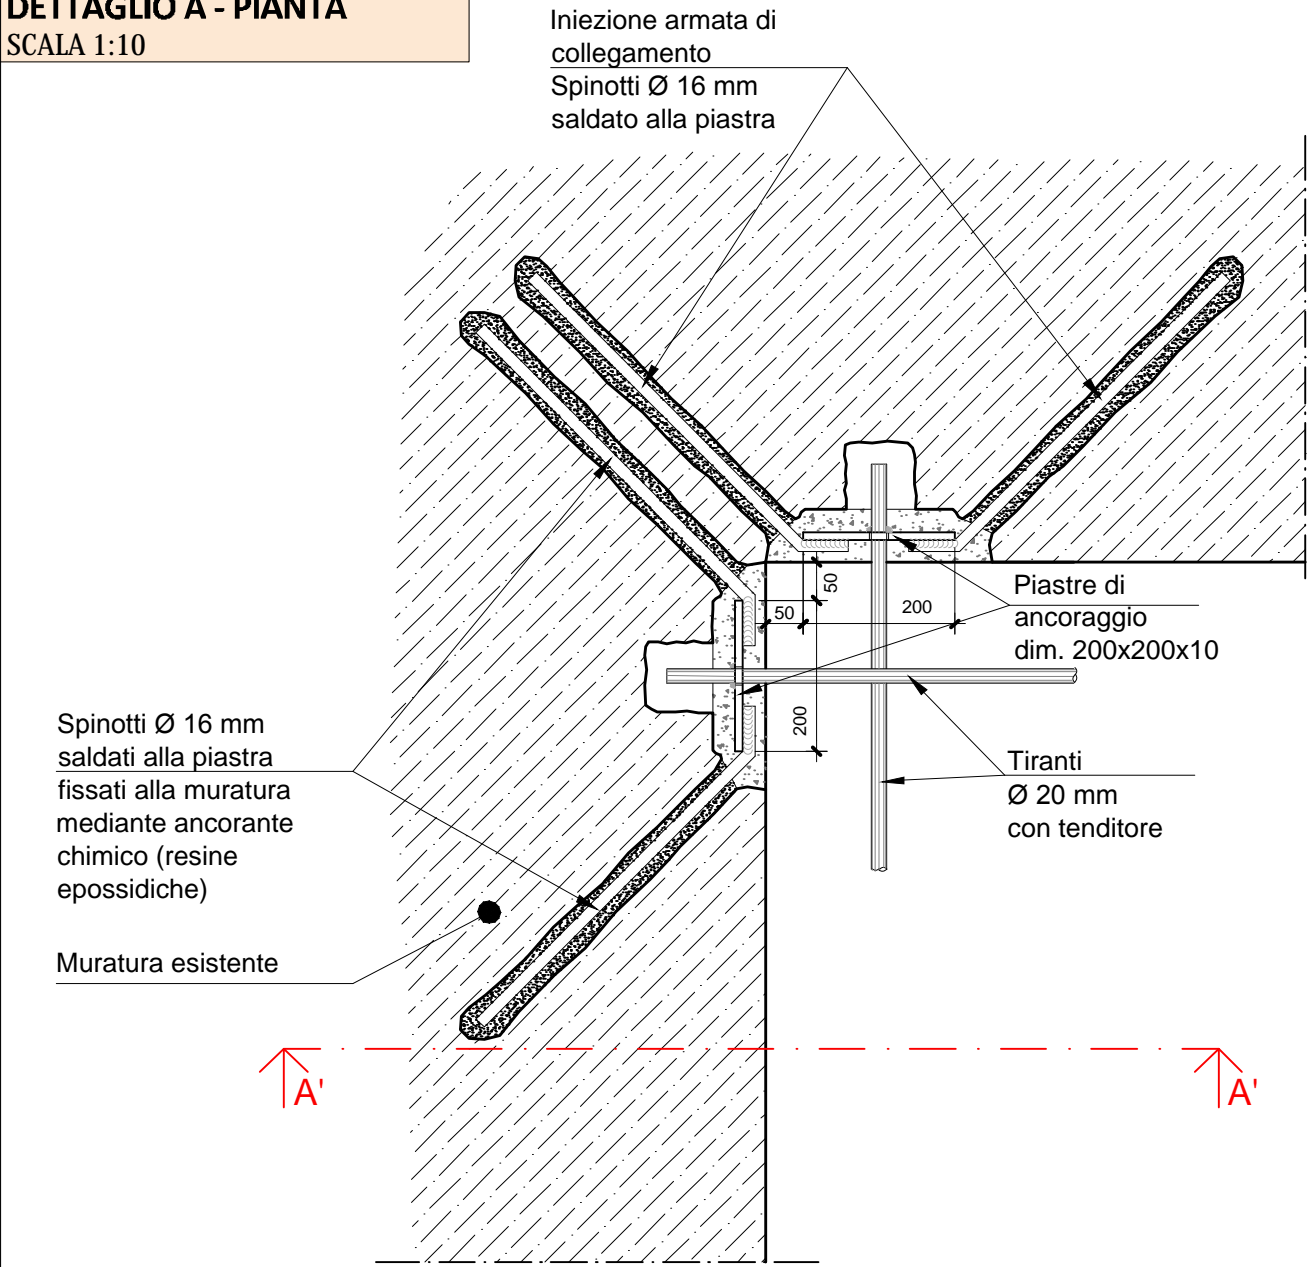 DETTAGLIO A - PIANTA
SCALA 1:10
Iniezione armata di
collegamento
Spinotti Ø 16 mm
saldato alla piastra
50
50
200
200
Piastre di
ancoraggio
dim. 200x200x10
Tiranti
Ø 20 mm
con tenditore
Spinotti Ø 16 mm
saldati alla piastra
fissati alla muratura
mediante ancorante
chimico (resine
epossidiche)
Muratura esistente
A'
A'